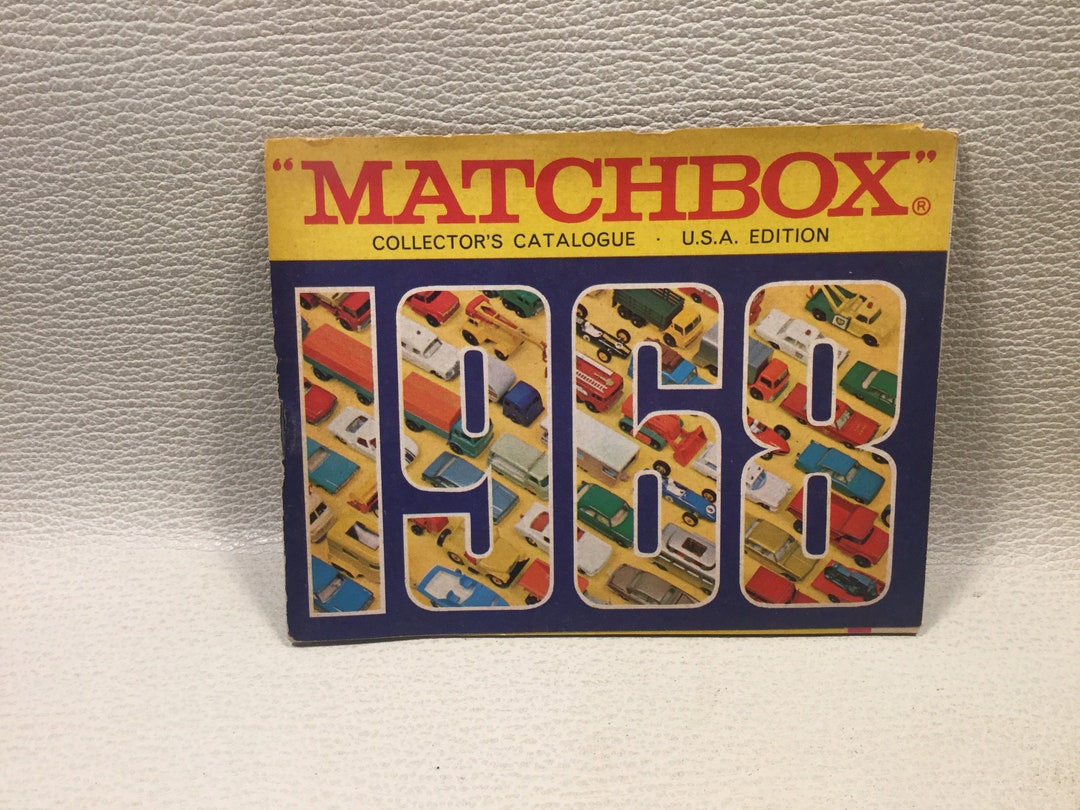 "MATCHBOX"®
COLLECTOR'S CATALOGUE · U.S.A. EDITION
1968